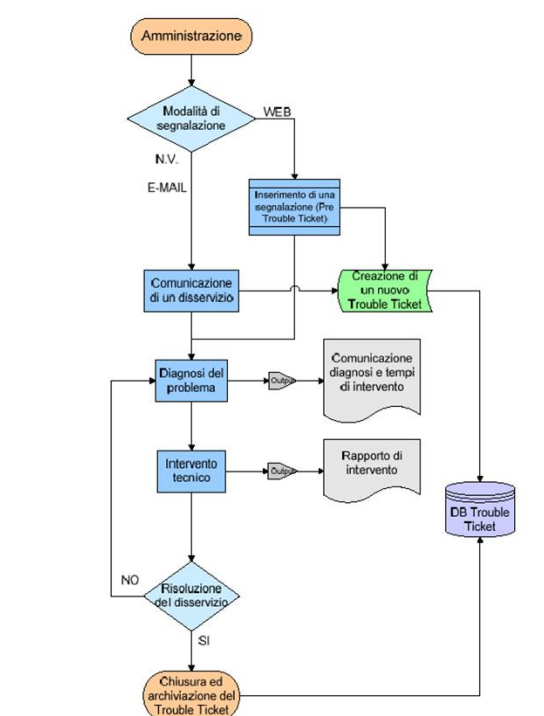 Amministrazione
Modalità di
segnalazione
WEB
N.V.
E-MAIL
Inserimento di una
segnalazione (Pre
Trouble Ticket)
Comunicazione
di un disservizio
Creazione di
un nuovo
Trouble Ticket
Diagnosi del
problema
Output
Comunicazione
diagnosi e tempi
di intervento
Intervento
tecnico
Output
Rapporto di
intervento
DB Trouble
Ticket
NO
Risoluzione
del disservizio
SI
Chiusura ed
archiviazione del
Trouble Ticket